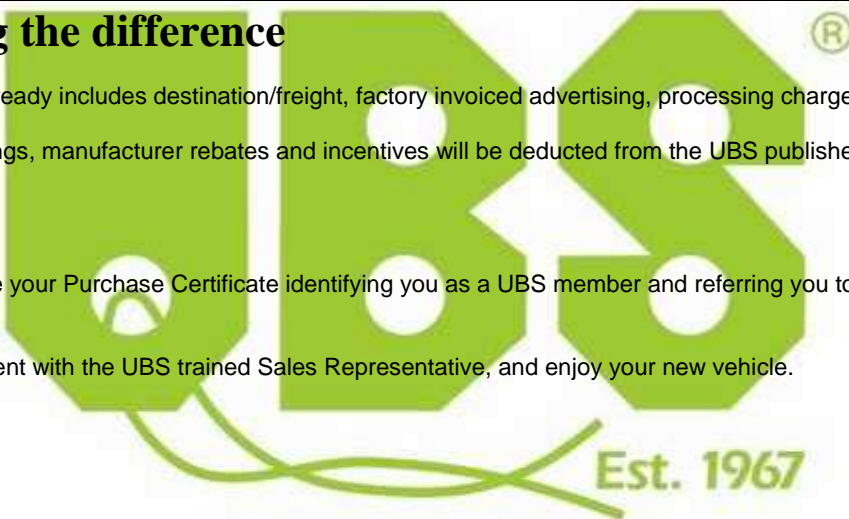 g the difference
eady includes destination/freight, factory invoiced advertising, processing charge
ngs, manufacturer rebates and incentives will be deducted from the UBS publishe
e your Purchase Certificate identifying you as a UBS member and referring you to
ent with the UBS trained Sales Representative, and enjoy your new vehicle.
UBS ®
Est. 1967